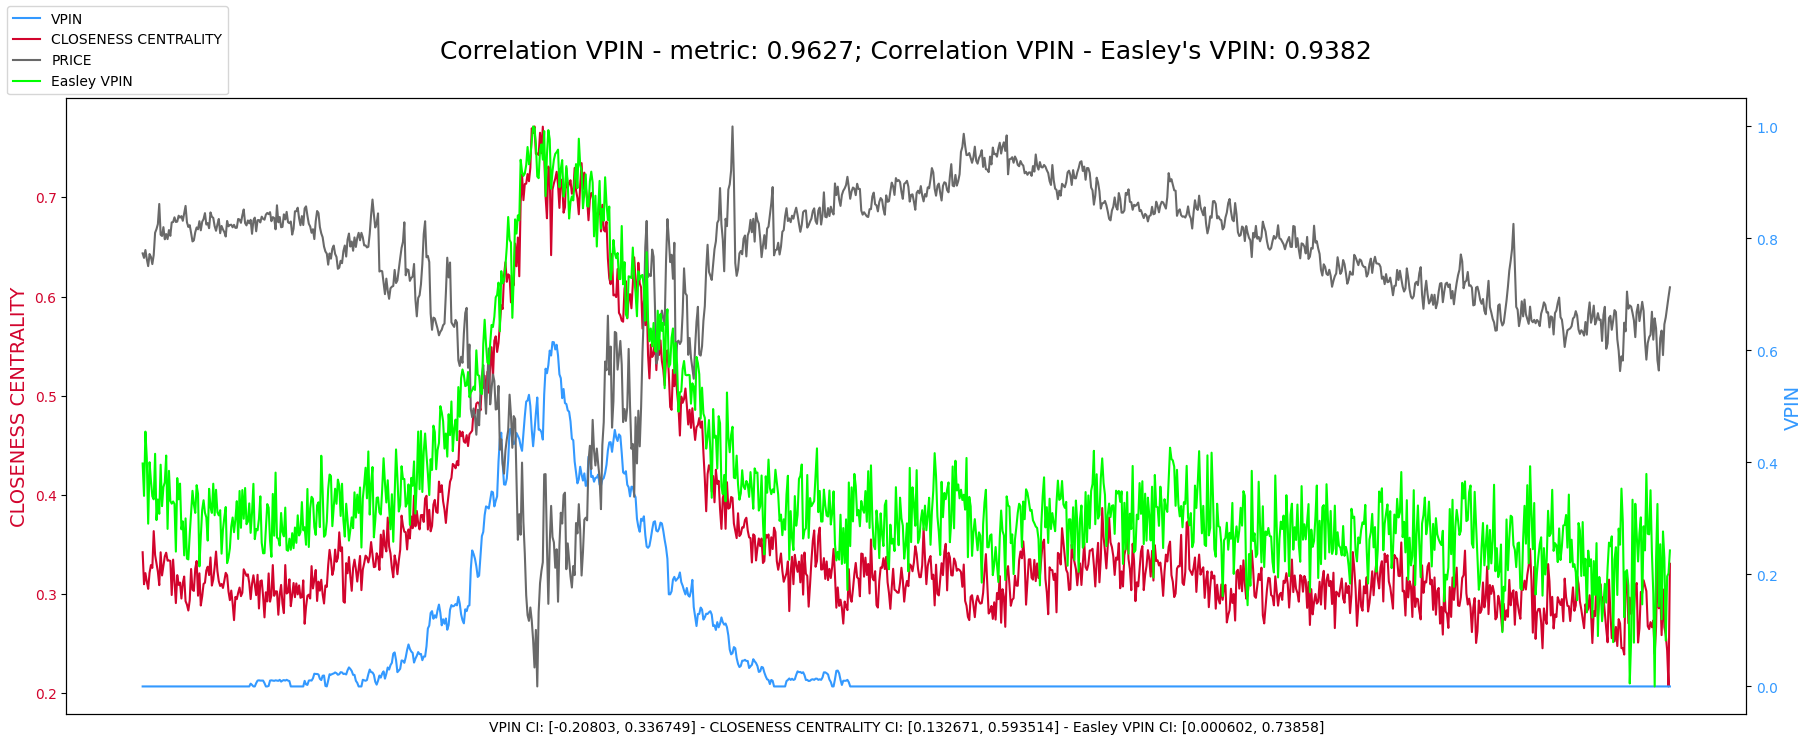 VPIN
CLOSENESS CENTRALITY
PRICE
Easley VPIN
Correlation VPIN - metric: 0.9627; Correlation VPIN - Easley's VPIN: 0.9382
CLOSENESS CENTRALITY
0.7
0.6
0.5
0.4
0.3
0.2
1.0
0.8
0.6
0.4
0.2
0.0
VPIN
VPIN CI: [-0.20803, 0.336749] - CLOSENESS CENTRALITY CI: [0.132671, 0.593514] - Easley VPIN CI: [0.000602, 0.73858]